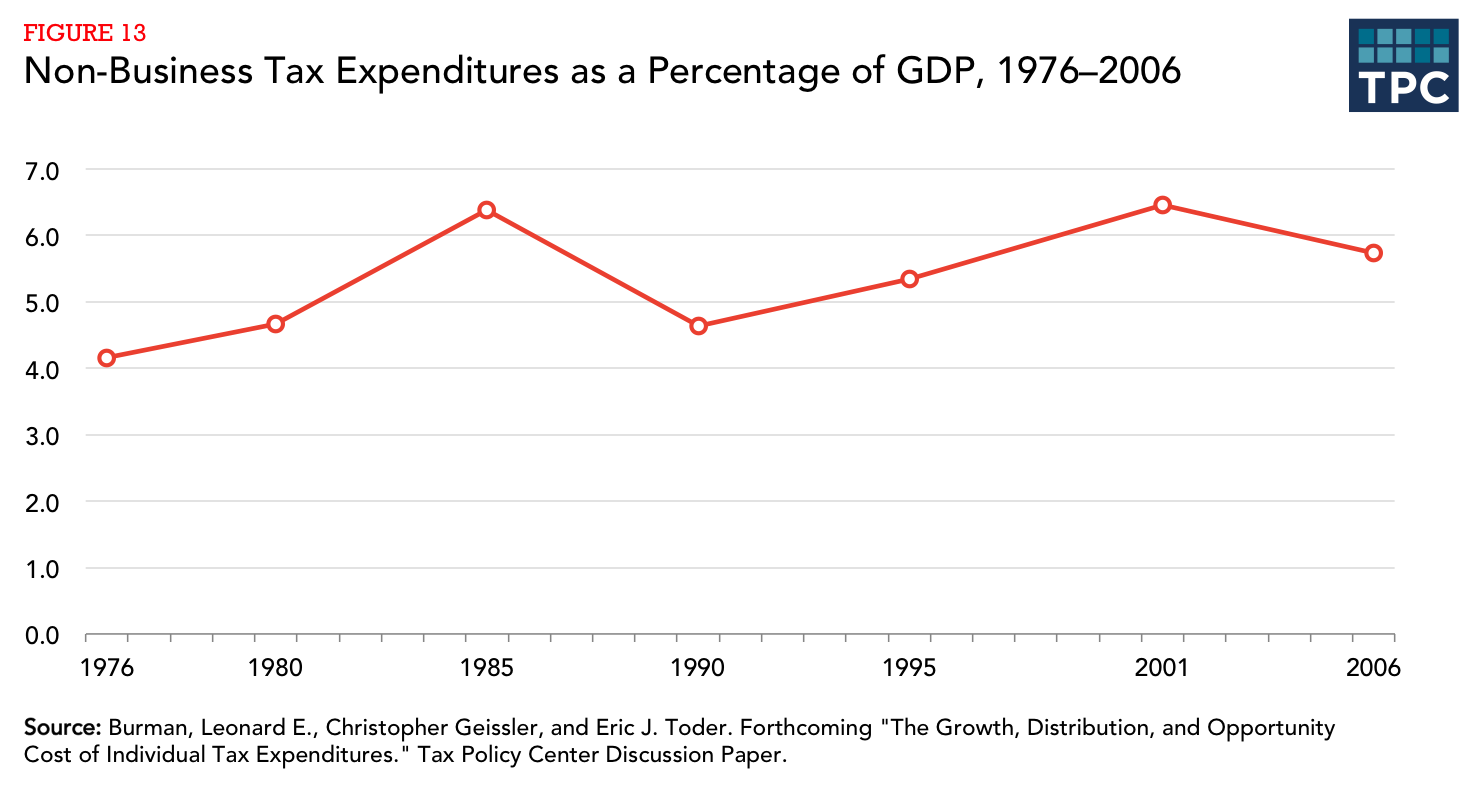 FIGURE 13
Non-Business Tax Expenditures as a Percentage of GDP, 1976–2006
TPC
7.0
6.0
5.0
4.0
3.0
2.0
1.0
0.0
1976 1980 1985 1990 1995 2001 2006
Source: Burman, Leonard E., Christopher Geissler, and Eric J. Toder. Forthcoming "The Growth, Distribution, and Opportunity
Cost of Individual Tax Expenditures." Tax Policy Center Discussion Paper.